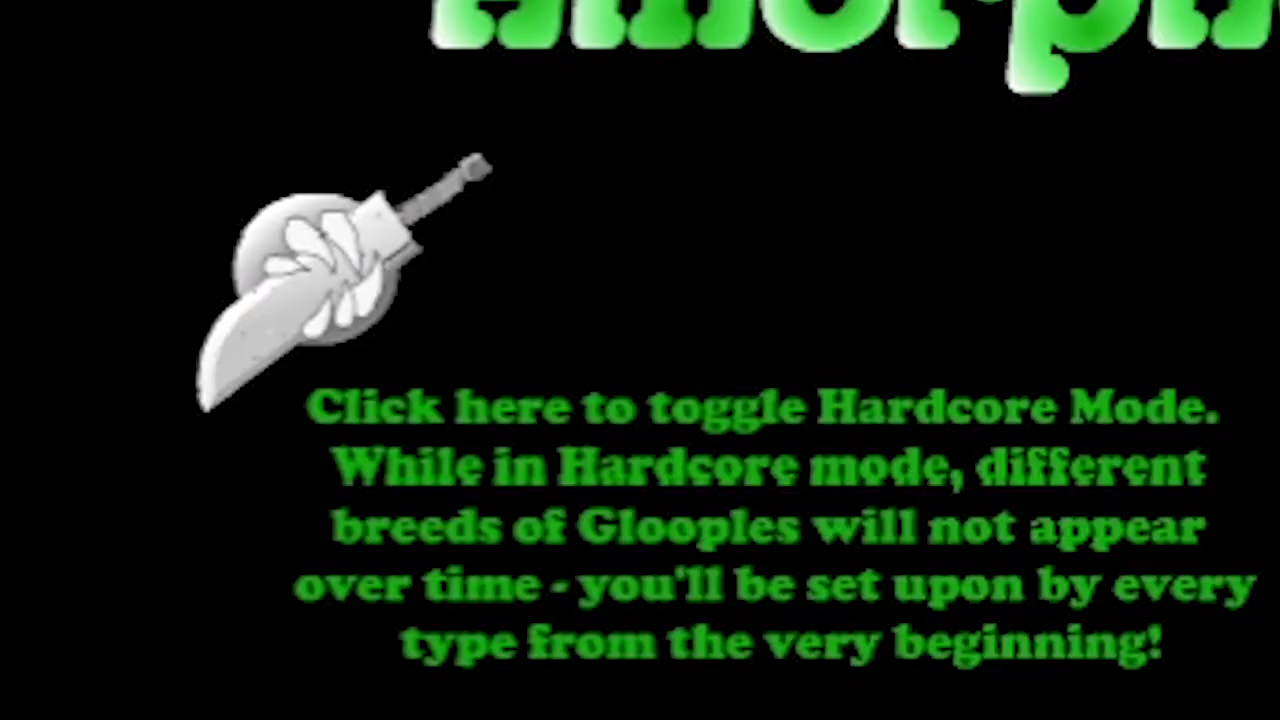 Click here to toggle Hardcore Mode.
While in Hardcore mode, different
breeds of Glooples will not appear
over time - you'll be set upon by every
type from the very beginning!